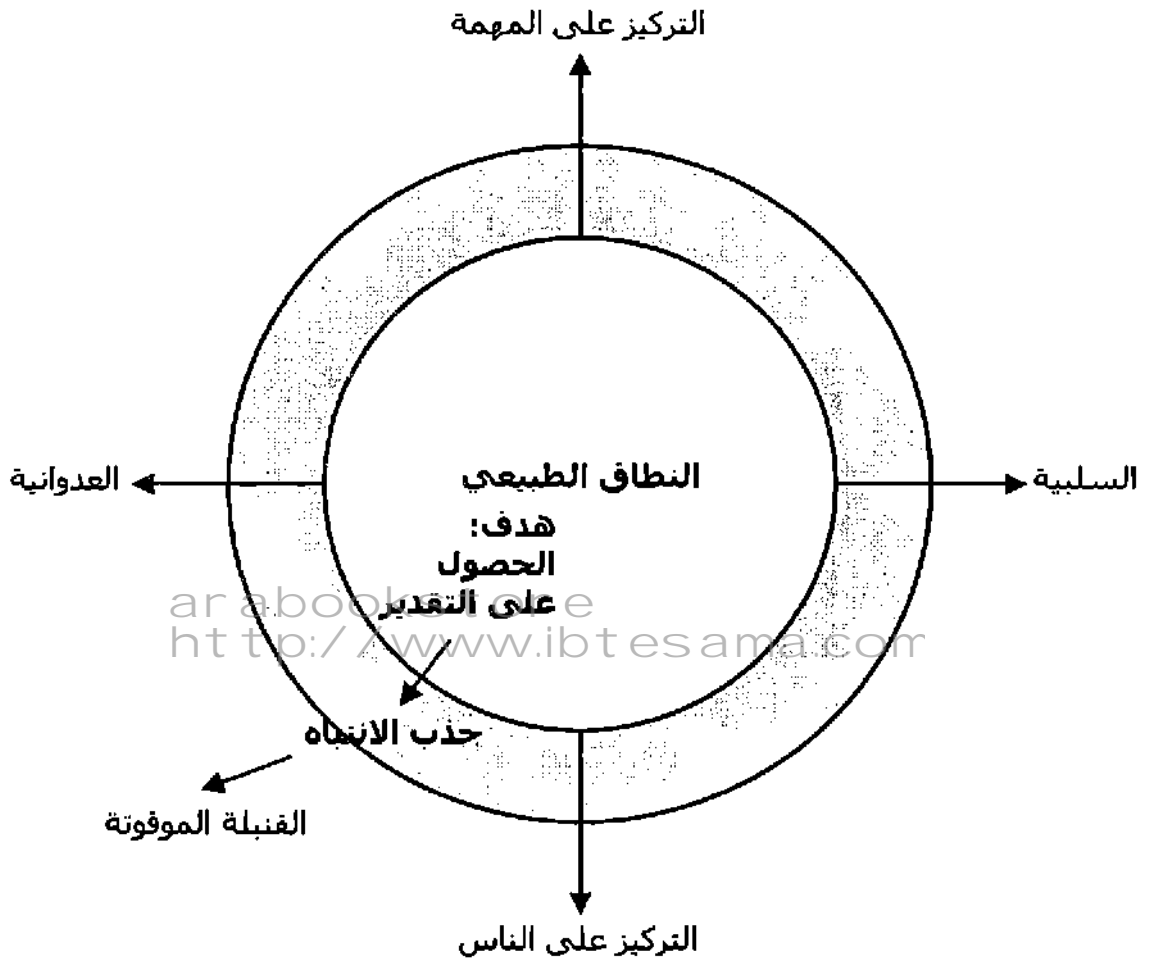 التركيز على المهمة
العدوانية
السلبية
النطاق الطبيعي
هدف:
الحصول
على التقدير
arabookstore
http://www.ibtesama.com
جذب الانتباه
القنبلة الموقوتة
التركيز على الناس